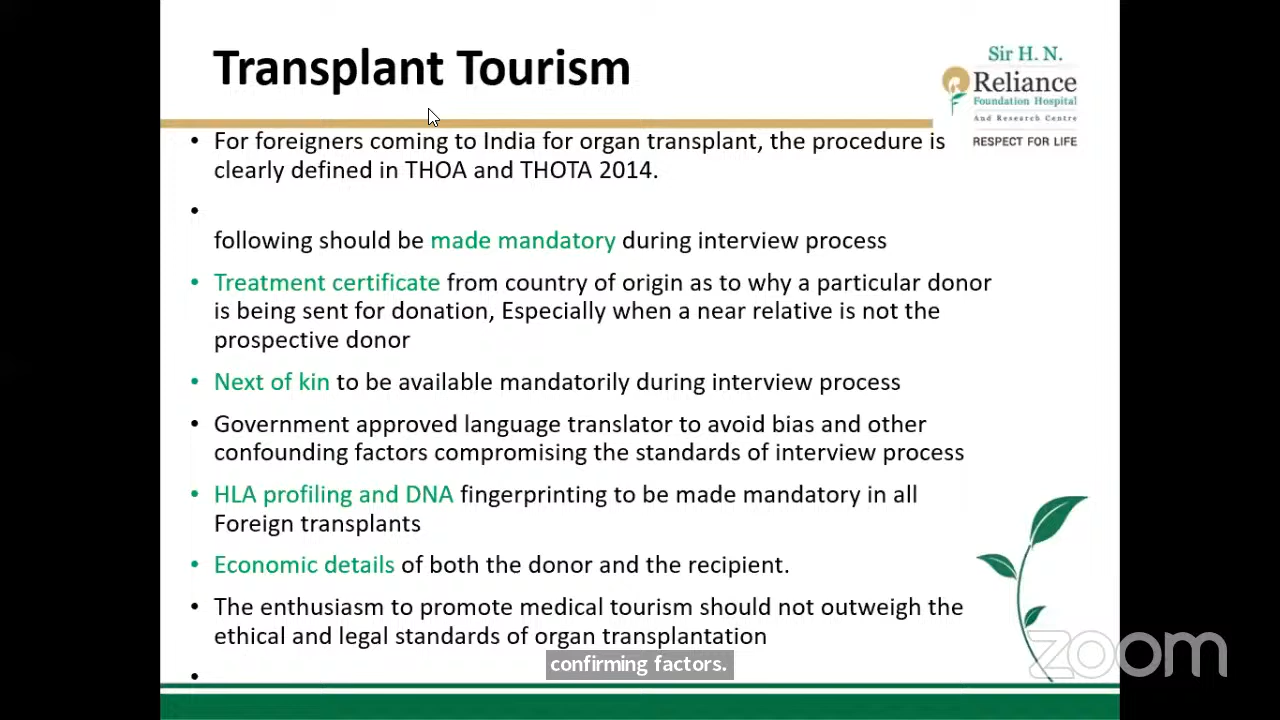 Transplant Tourism
Sir H. N.
Reliance
Foundation Hospital
And Research Centre
RESPECT FOR LIFE
• For foreigners coming to India for organ transplant, the procedure is
clearly defined in THOA and THOTA 2014.
•
following should be made mandatory during interview process
• Treatment certificate from country of origin as to why a particular donor
is being sent for donation, Especially when a near relative is not the
prospective donor
• Next of kin to be available mandatorily during interview process
• Government approved language translator to avoid bias and other
confounding factors compromising the standards of interview process
• HLA profiling and DNA fingerprinting to be made mandatory in all
Foreign transplants
• Economic details of both the donor and the recipient.
• The enthusiasm to promote medical tourism should not outweigh the
ethical and legal standards of organ transplantation
confirming factors.
•
zoom